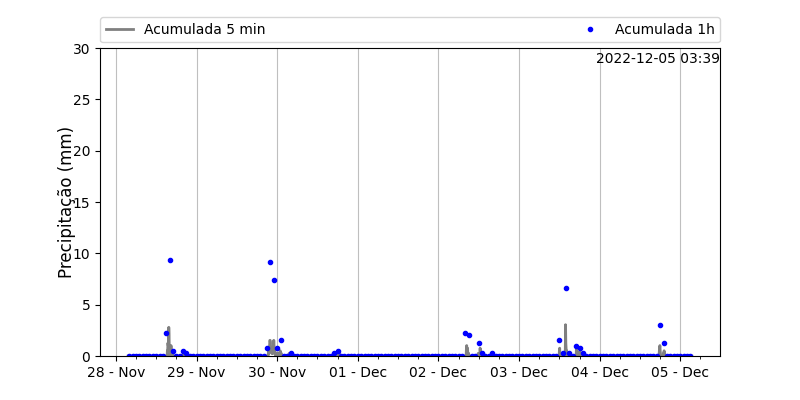 Acumulada 5 min
Acumulada 1h
2022-12-05 03:39
Precipitação (mm)
30
25
20
15
10
5
0
28 - Nov
29 - Nov
30 - Nov
01 - Dec
02 - Dec
03 - Dec
04 - Dec
05 - Dec